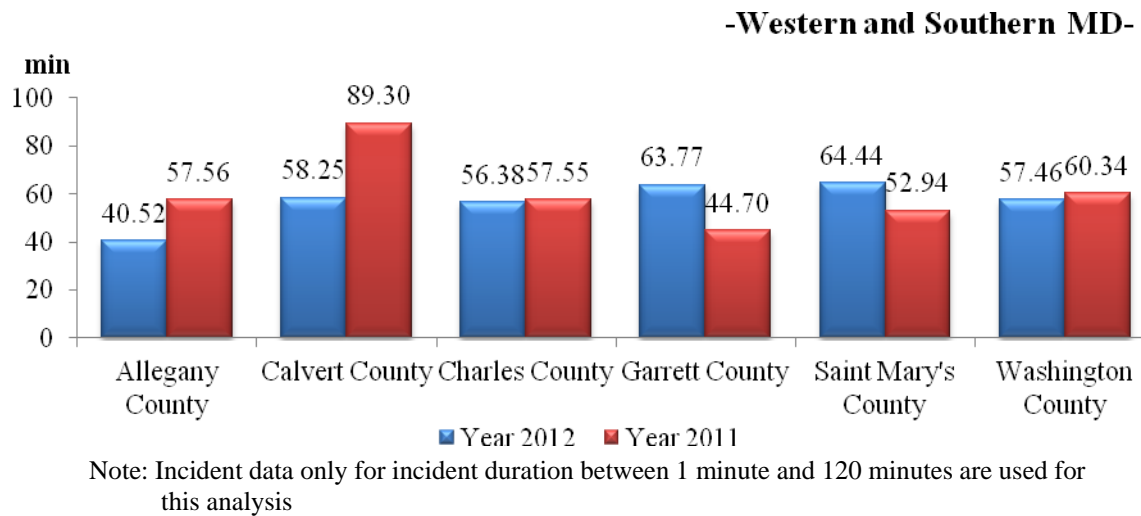 -Western and Southern MD-
min
100
80
60
40
20
0
40.52
57.56
58.25
89.30
56.38
57.55
63.77
44.70
64.44
52.94
57.46
60.34
Allegany
County
Calvert County
Charles County
Garrett County
Saint Mary's
County
Washington
County
Year 2012
Year 2011
Note: Incident data only for incident duration between 1 minute and 120 minutes are used for
this analysis